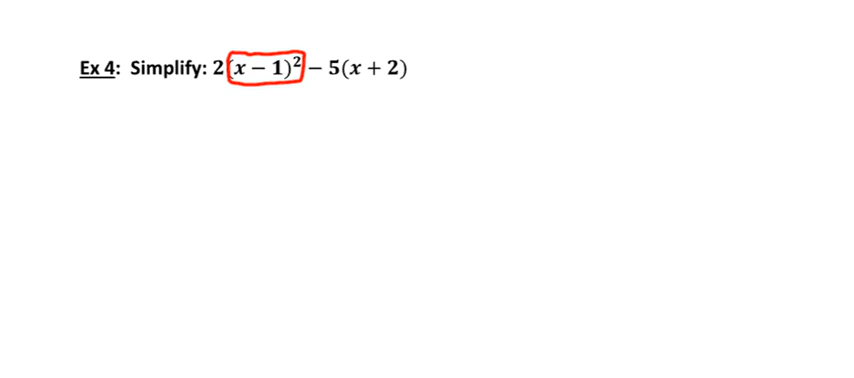 Ex 4: Simplify: 2(x − 1)² − 5(x + 2)